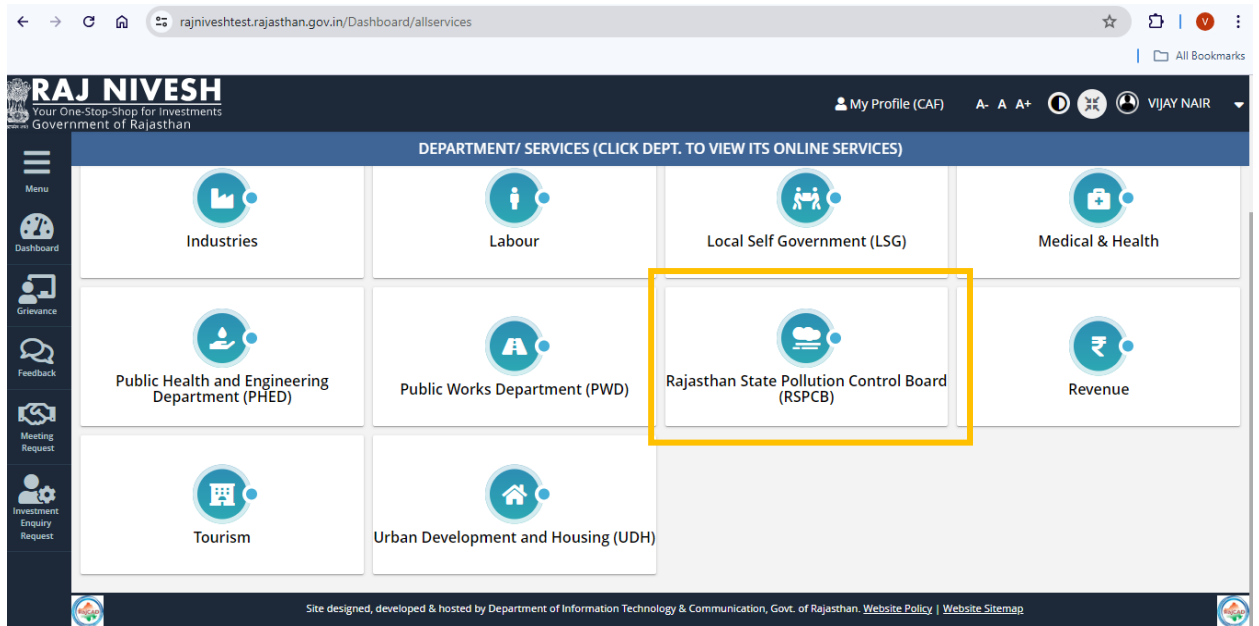 rajniveshtest.rajasthan.gov.in/Dashboard/allservices
V
All Bookmarks
RAJ NIVESH
Your One-Stop-Shop for Investments
Government of Rajasthan
My Profile (CAF) A- A A+ VIJAY NAIR
DEPARTMENT/ SERVICES (CLICK DEPT. TO VIEW ITS ONLINE SERVICES)
Menu
Dashboard
Grievance
Feedback
Meeting
Request
Investment
Enquiry
Request
Industries
Labour
Local Self Government (LSG)
Medical & Health
Public Health and Engineering
Department (PHED)
Public Works Department (PWD)
Rajasthan State Pollution Control Board
(RSPCB)
₹
Revenue
Tourism
Urban Development and Housing (UDH)
RajCAD
Site designed, developed & hosted by Department of Information Technology & Communication, Govt. of Rajasthan. Website Policy | Website Sitemap
RajCAD